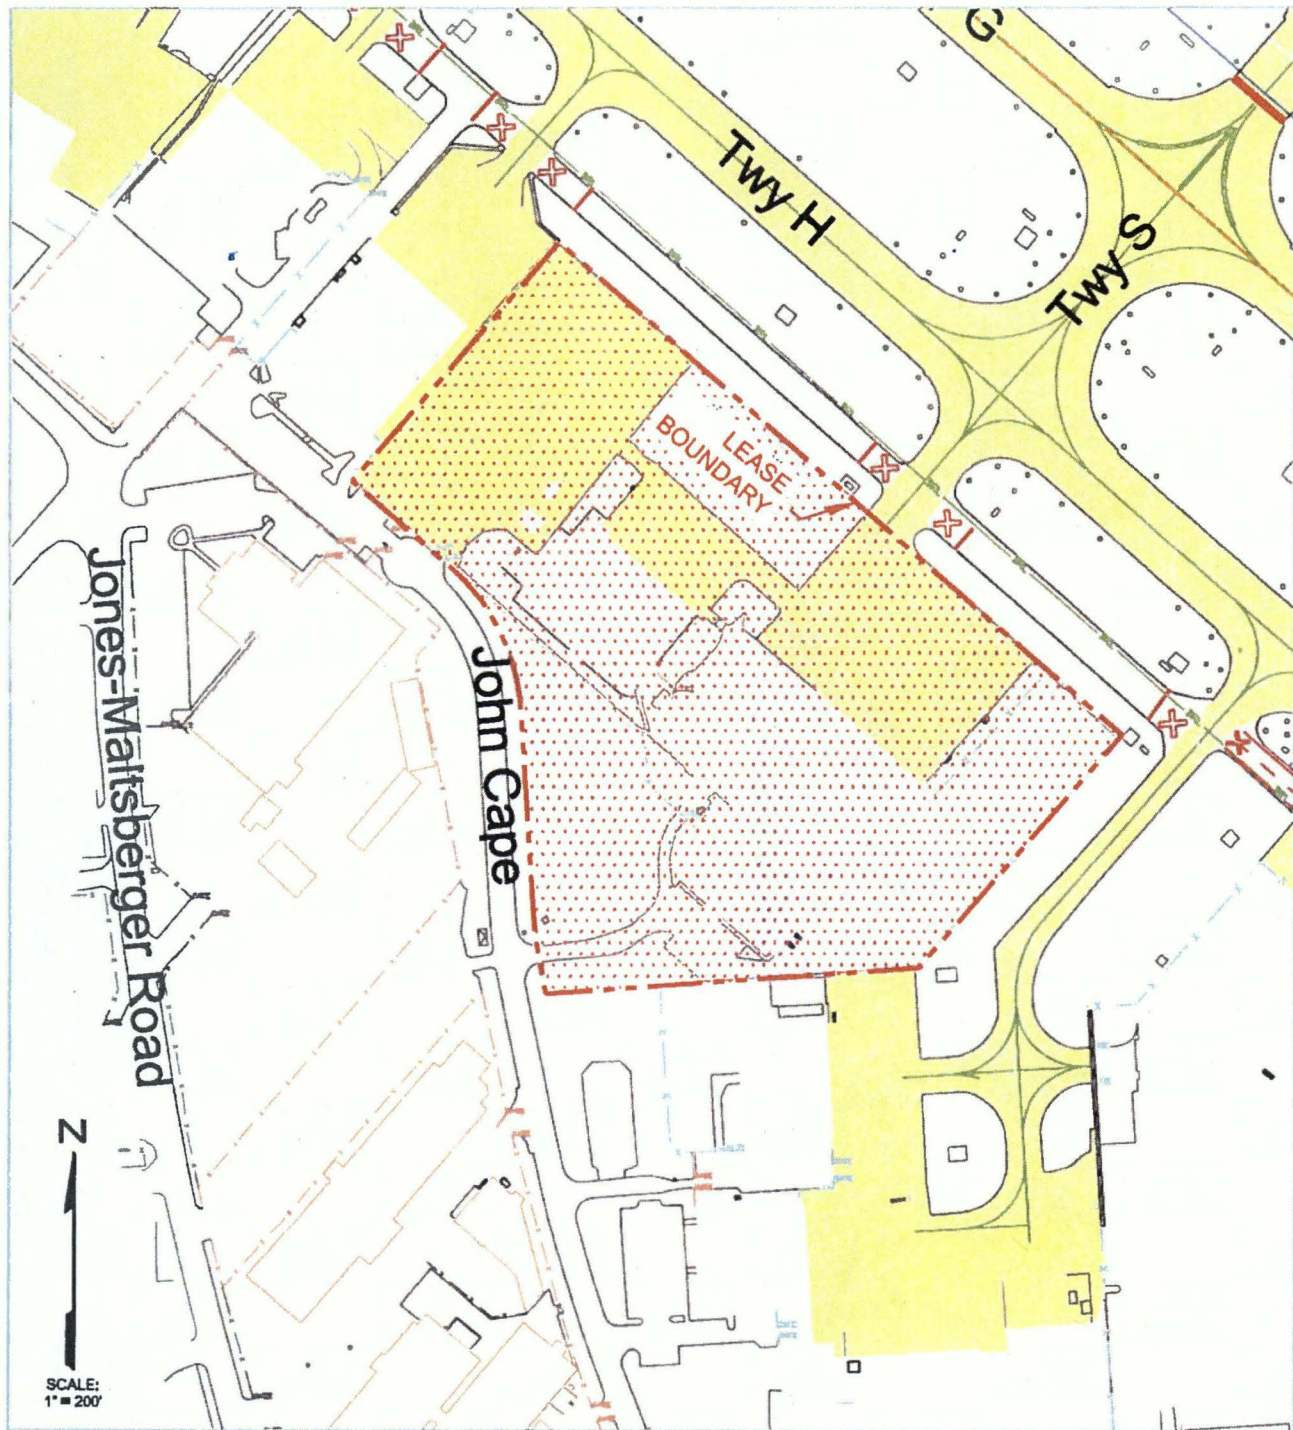 G
Twy H
Twy S
LEASE
BOUNDARY
John Cape
Jones-Maltsberger Road
N
SCALE:
1" = 200'